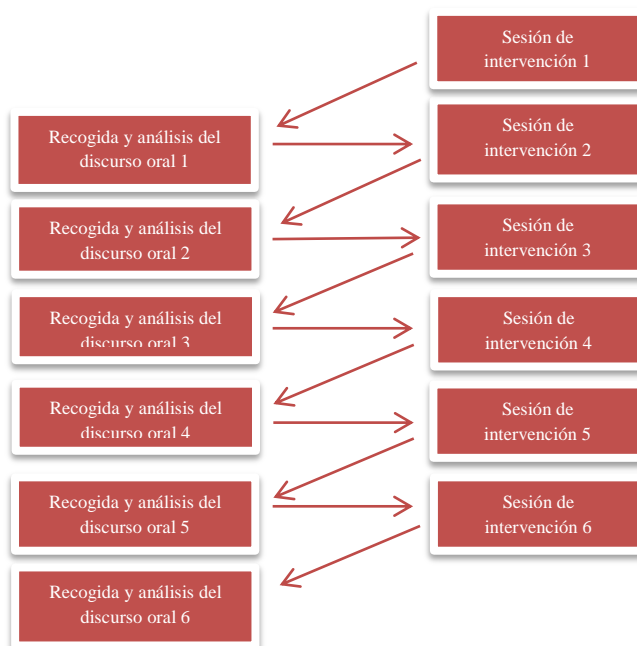 Sesión de
intervención 1
Recogida y análisis del
discurso oral 1
Sesión de
intervención 2
Recogida y análisis del
discurso oral 2
Sesión de
intervención 3
Recogida y análisis del
discurso oral 3
Sesión de
intervención 4
Recogida y análisis del
discurso oral 4
Sesión de
intervención 5
Recogida y análisis del
discurso oral 5
Sesión de
intervención 6
Recogida y análisis del
discurso oral 6